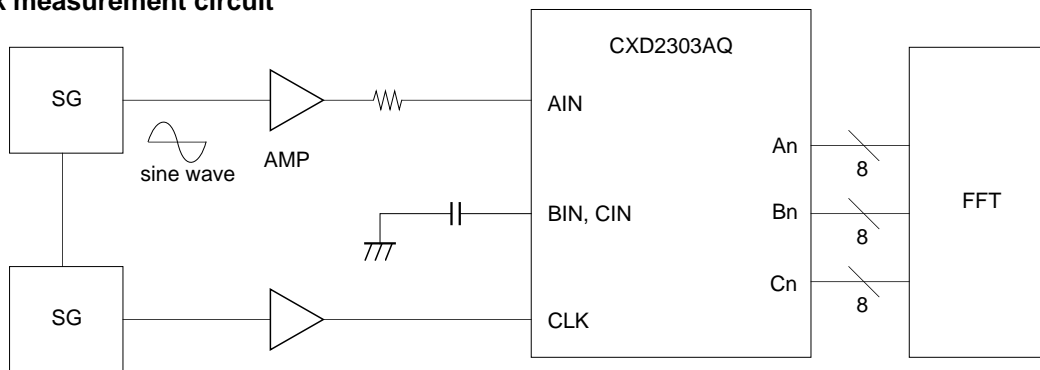 measurement circuit
CXD2303AQ
SG
AIN
sine wave
AMP
An
8
BIN, CIN
Bn
8
FFT
Cn
8
SG
CLK